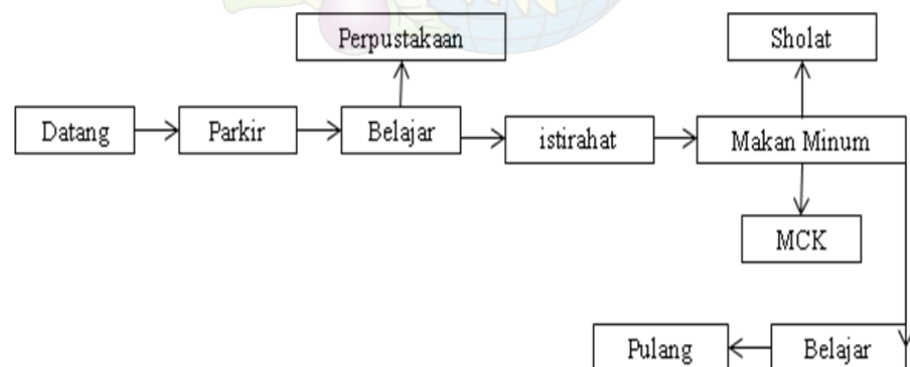 Perpustakaan
Sholat
Datang
Parkir
Belajar
istirahat
Makan Minum
MCK
Pulang
Belajar